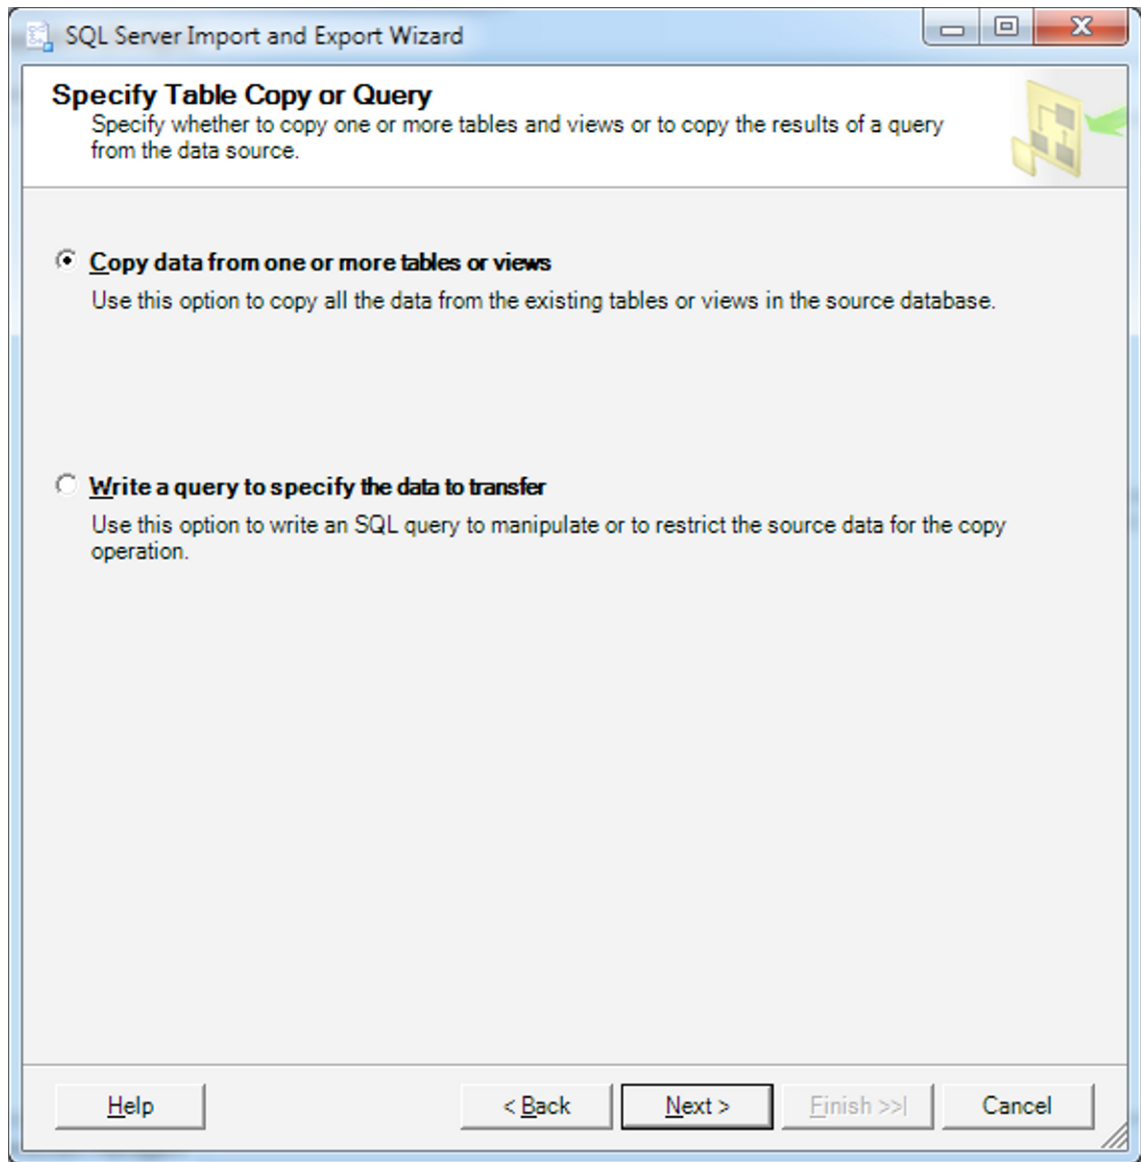 SQL Server Import and Export Wizard
Specify Table Copy or Query
Specify whether to copy one or more tables and views or to copy the results of a query
from the data source.
Copy data from one or more tables or views
Use this option to copy all the data from the existing tables or views in the source database.
Write a query to specify the data to transfer
Use this option to write an SQL query to manipulate or to restrict the source data for the copy
operation.
Help < Back Next > Finish >>| Cancel